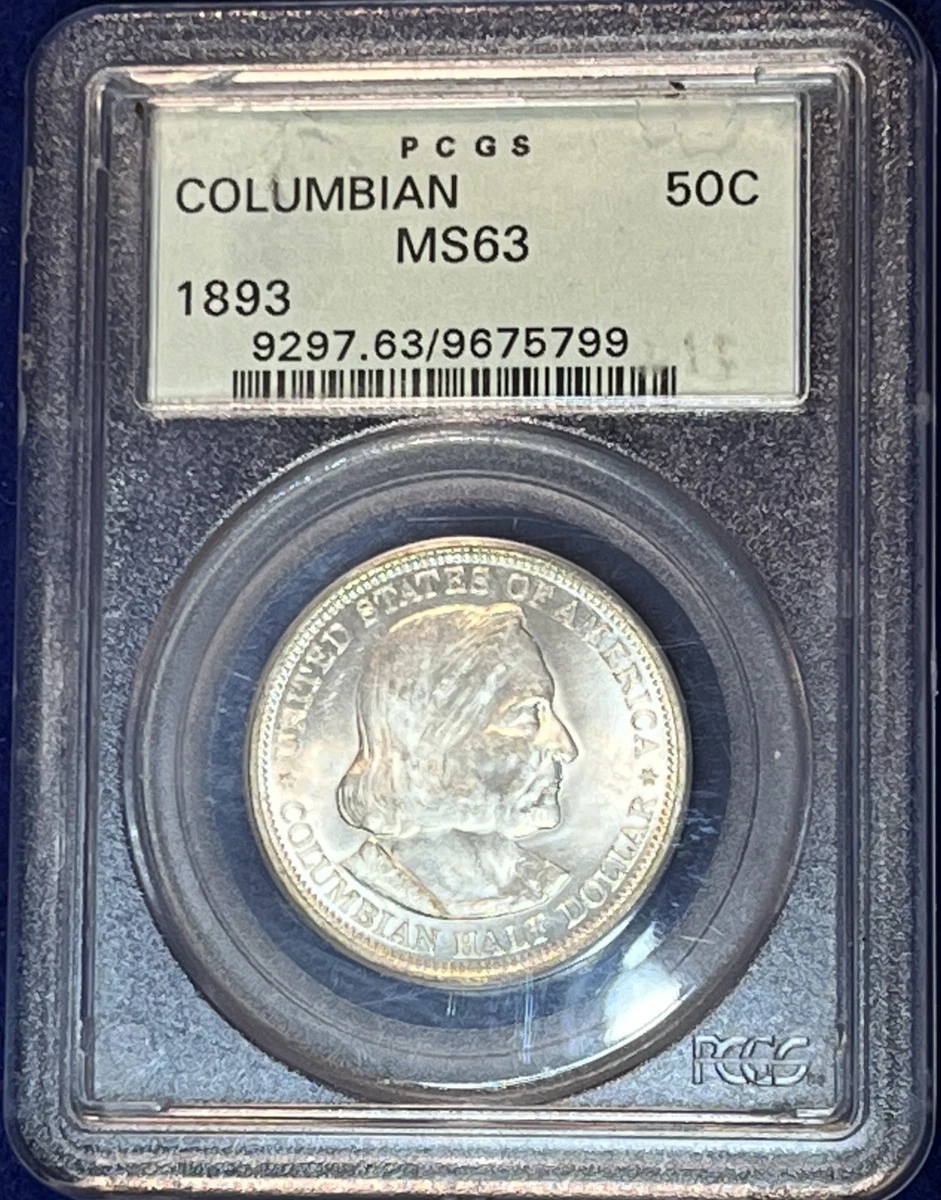 PCGS
COLUMBIAN 50C
MS63
1893
9297.63/9675799
UNITED STATES OF AMERICA
COLUMBIAN HALF DOLLAR
PCGS